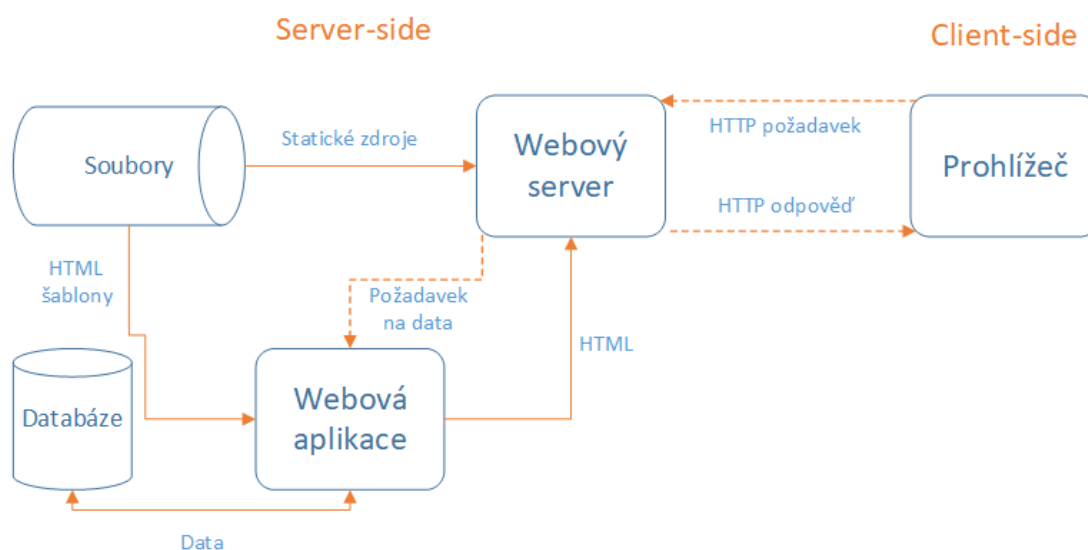 Server-side
Client-side
Soubory
Statické zdroje
Webový
server
HTTP požadavek
HTTP odpověď
Prohlížeč
HTML
šablony
Požadavek
na data
HTML
Databáze
Webová
aplikace
Data